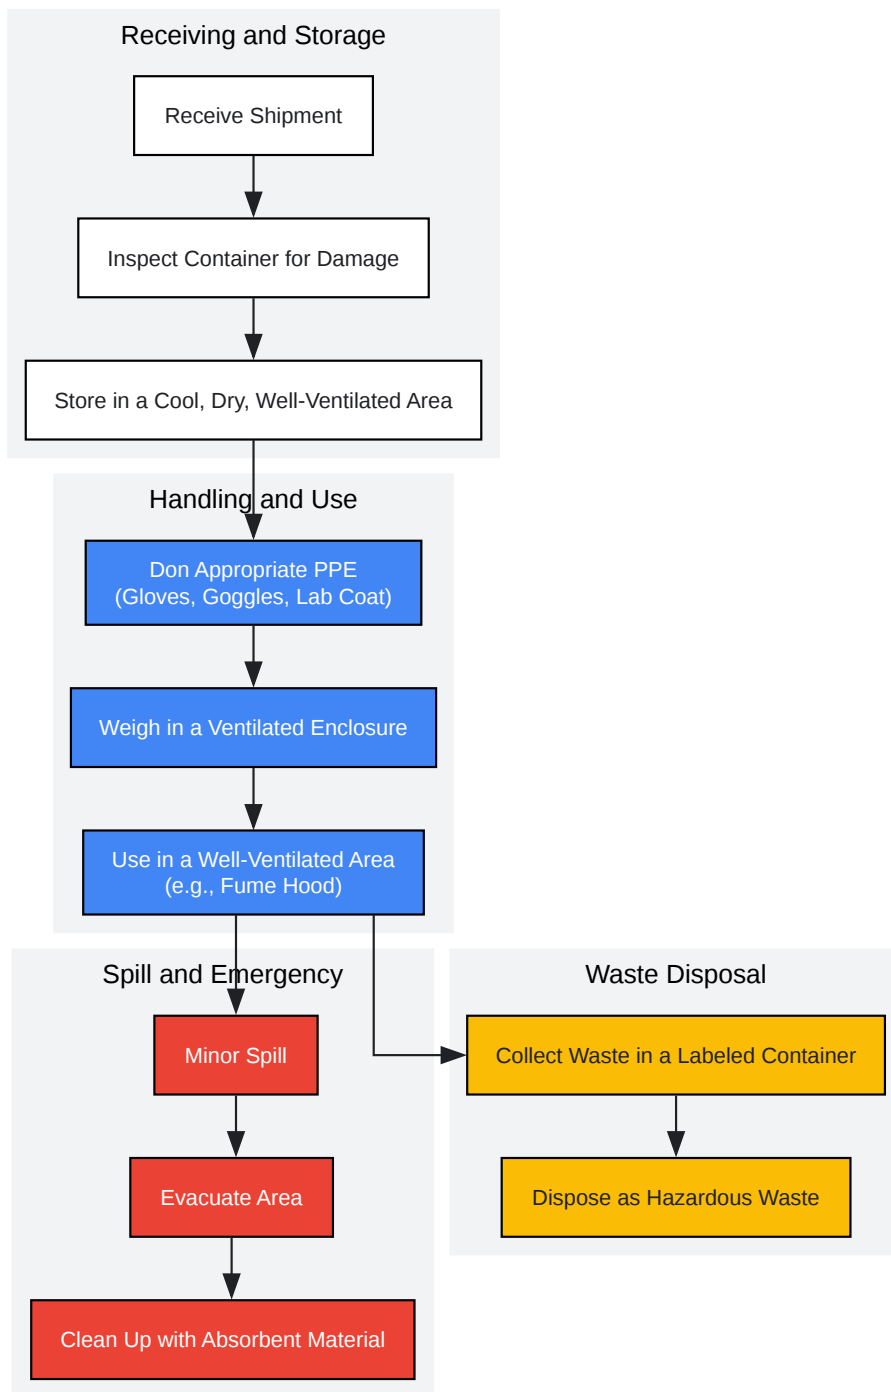 Receiving and Storage
Receive Shipment
Inspect Container for Damage
Store in a Cool, Dry, Well-Ventilated Area
Handling and Use
Don Appropriate PPE
(Gloves, Goggles, Lab Coat)
Weigh in a Ventilated Enclosure
Use in a Well-Ventilated Area
(e.g., Fume Hood)
Spill and Emergency
Minor Spill
Evacuate Area
Clean Up with Absorbent Material
Waste Disposal
Collect Waste in a Labeled Container
Dispose as Hazardous Waste